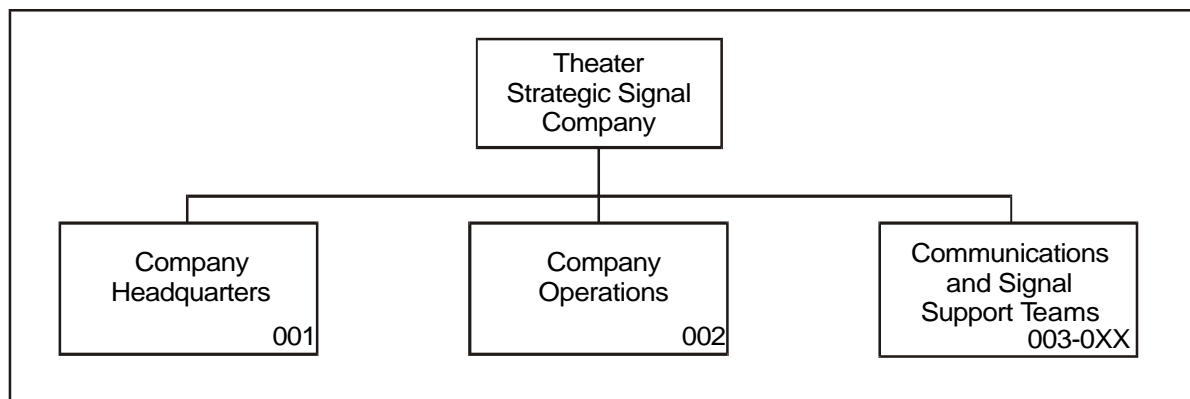 Theater
Strategic Signal
Company
Company
Headquarters
001
Company
Operations
002
Communications
and Signal
Support Teams
003-0XX